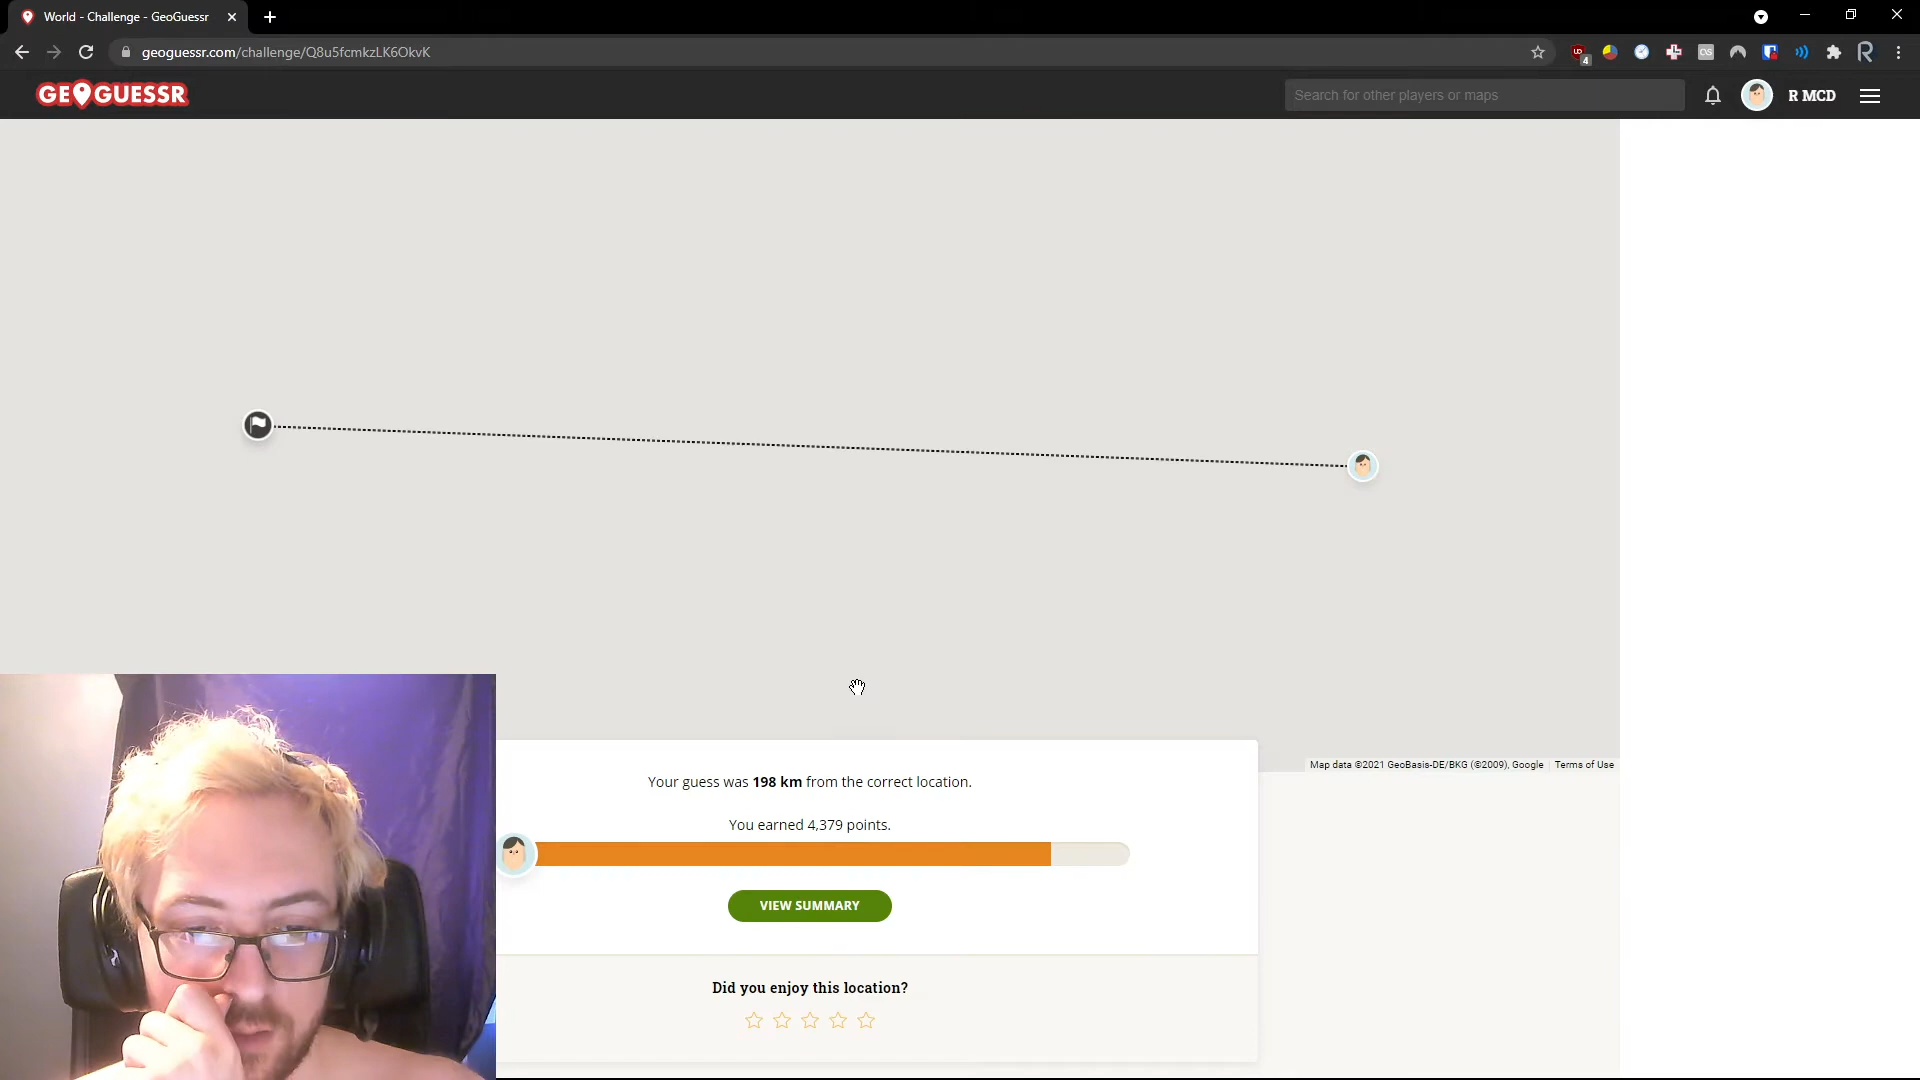 World - Challenge - GeoGuessr
geoguessr.com/challenge/Q8u5fcmkzLK6OkvK
4
GEOGUESSR
Search for other players or maps
R MCD
Map data ©2021 GeoBasis-DE/BKG (©2009), Google
Terms of Use
Your guess was 198 km from the correct location.
You earned 4,379 points.
VIEW SUMMARY
Did you enjoy this location?